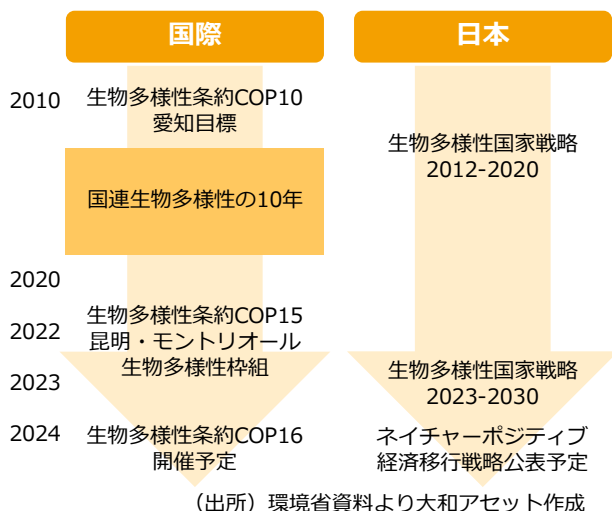 国際
日本
2010
生物多様性条約COP10
愛知目標
生物多様性国家戦略
2012-2020
国連生物多様性の10年
2020
2022
生物多様性条約COP15
昆明・モントリオール
生物多様性枠組
2023
生物多様性国家戦略
2023-2030
2024
生物多様性条約COP16
開催予定
ネイチャーポジティブ
経済移行戦略公表予定
（出所）環境省資料より大和アセット作成